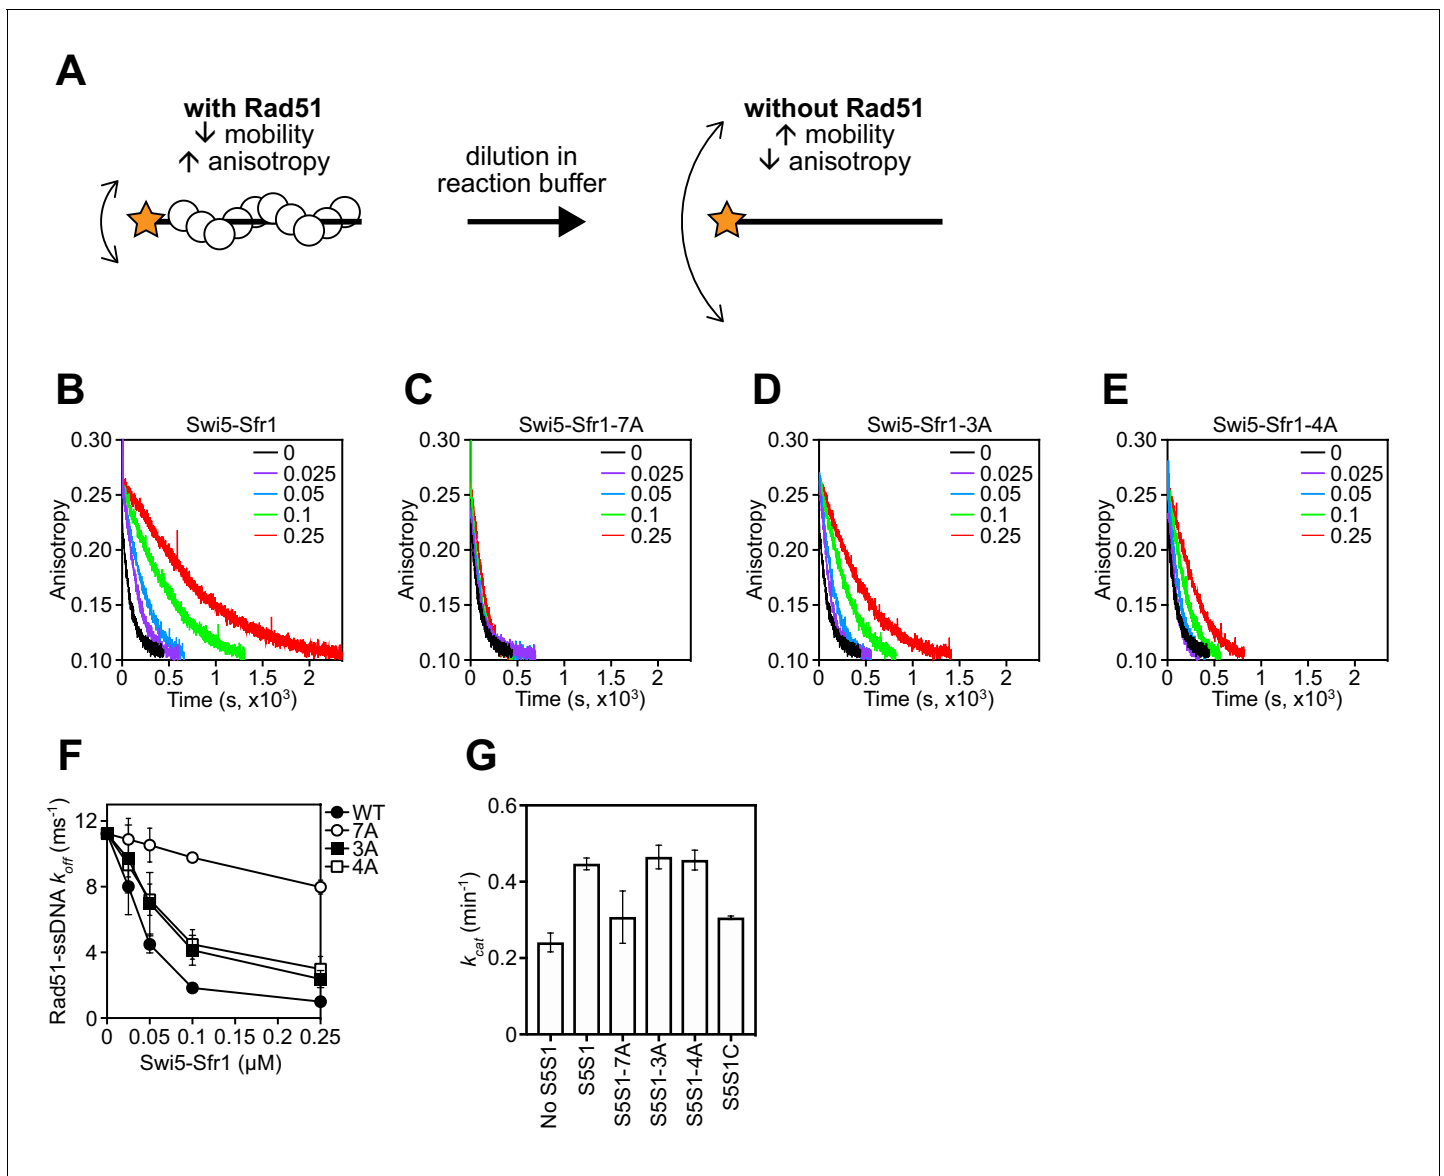 A
with Rad51
↓ mobility
↑ anisotropy
dilution in
reaction buffer
without Rad51
↑ mobility
↓ anisotropy
B
Swi5-Sfr1
0.30
0.25
0.20
0.15
0.10
Anisotropy
0
0.025
0.05
0.1
0.25
0 0.5 1 1.5 2
Time (s, x10³)
C
Swi5-Sfr1-7A
0.30
0.25
0.20
0.15
0.10
Anisotropy
0
0.025
0.05
0.1
0.25
0 0.5 1 1.5 2
Time (s, x10³)
D
Swi5-Sfr1-3A
0.30
0.25
0.20
0.15
0.10
Anisotropy
0
0.025
0.05
0.1
0.25
0 0.5 1 1.5 2
Time (s, x10³)
E
Swi5-Sfr1-4A
0.30
0.25
0.20
0.15
0.10
Anisotropy
0
0.025
0.05
0.1
0.25
0 0.5 1 1.5 2
Time (s, x10³)
F
Rad51-ssDNA koff (ms⁻¹)
12
8
4
0
WT
7A
3A
4A
0 0.05 0.1 0.15 0.2 0.25
Swi5-Sfr1 (µM)
G
kcat (min⁻¹)
0.6
0.4
0.2
0
No S5S1
S5S1
S5S1-7A
S5S1-3A
S5S1-4A
S5S1C